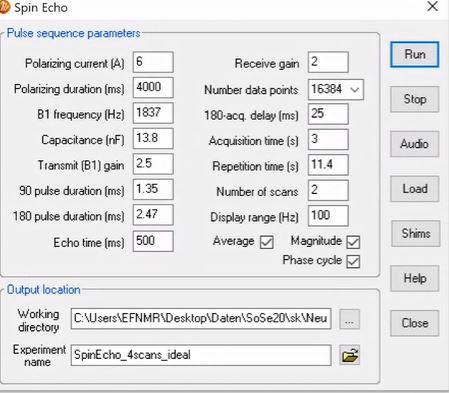 Spin Echo
Pulse sequence parameters
Polarizing current (A) 6 Receive gain 2
Run
Polarizing duration (ms) 4000 Number data points 16384
B1 frequency (Hz) 1837 180-acq. delay (ms) 25
Stop
Capacitance (nF) 13.8 Acquisition time (s) 3
Audio
Transmit (B1) gain 2.5 Repetition time (s) 11.4
90 pulse duration (ms) 1.35 Number of scans 2
Load
180 pulse duration (ms) 2.47 Display range (Hz) 100
Echo time (ms) 500 Average Magnitude
Shims
Phase cycle
Help
Output location
Working directory C:\Users\EFNMR\Desktop\Daten\SoSe20\sk\Neu ...
Close
Experiment name SpinEcho_4scans_ideal